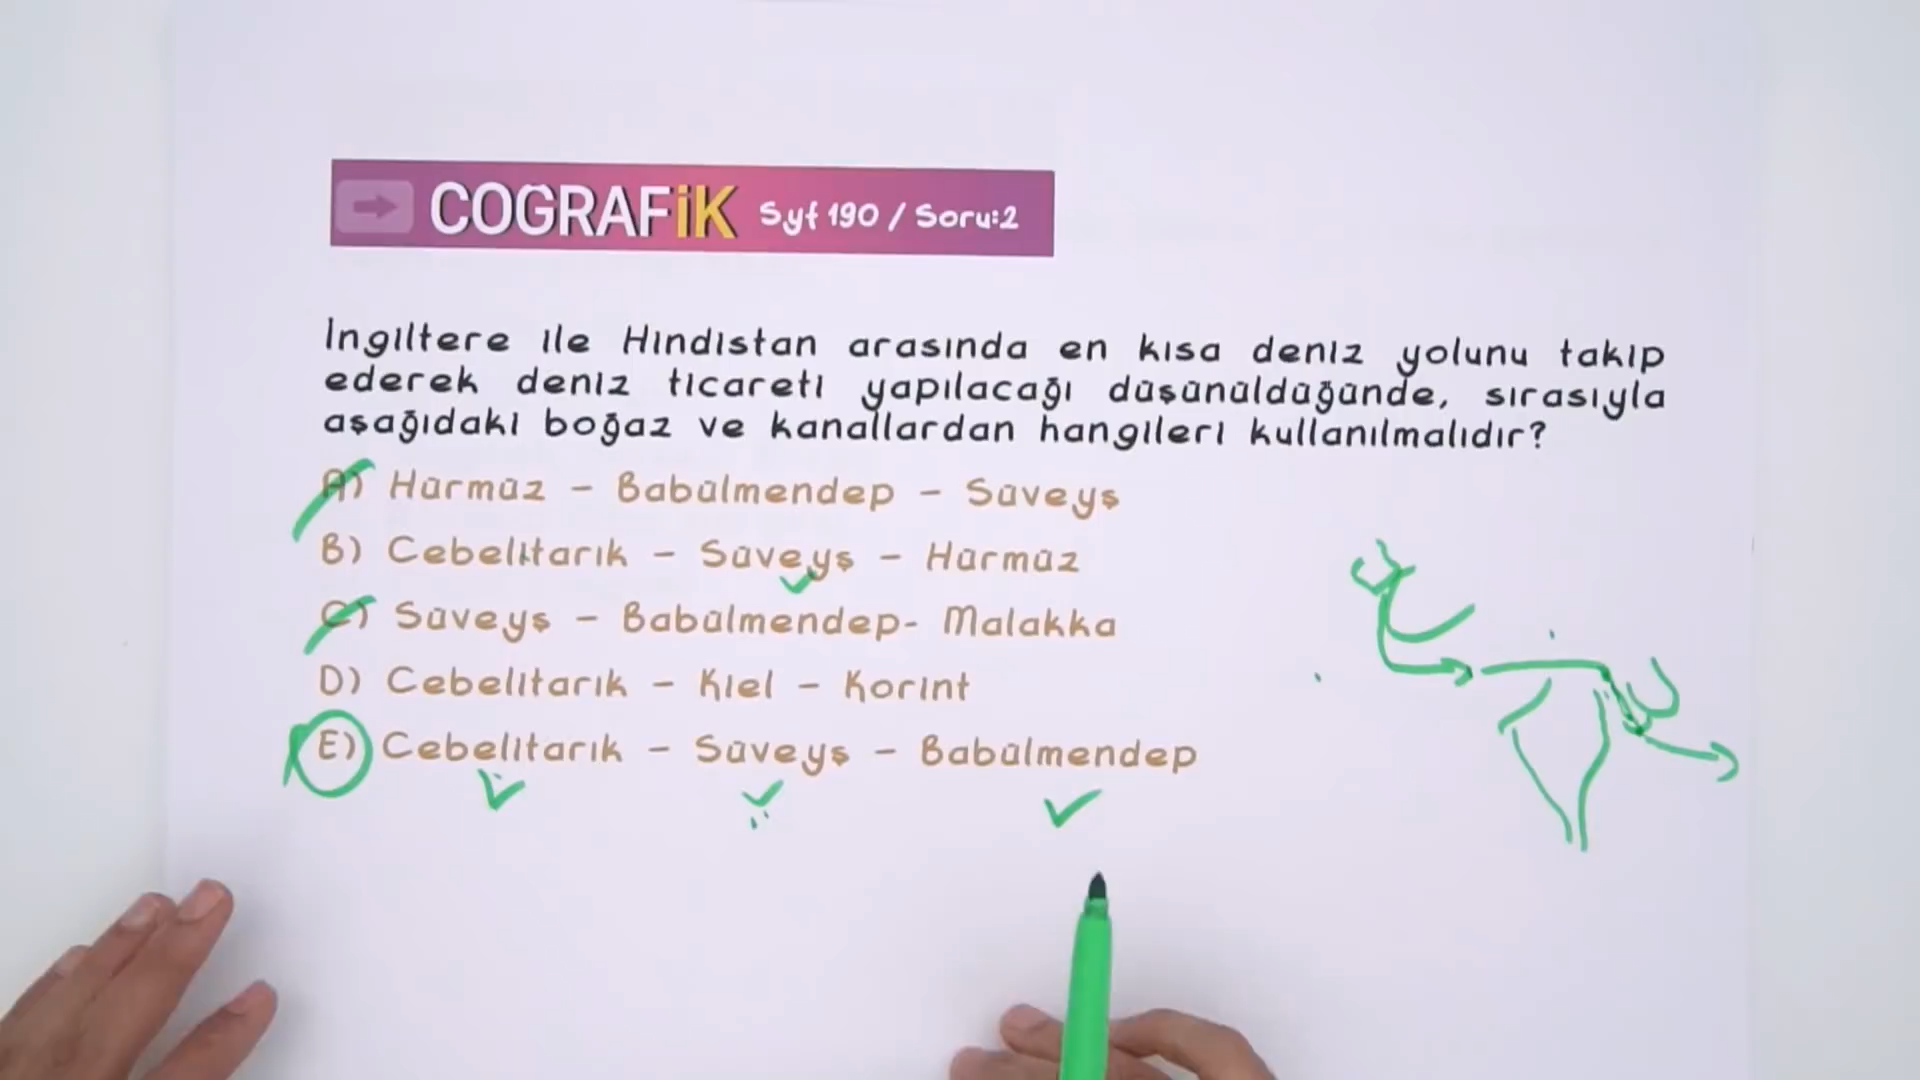 COĞRAFİK Syf 190 / Soru:2
İngiltere ile Hindistan arasında en kısa deniz yolunu takip
ederek deniz ticareti yapılacağı düşünüldüğünde, sırasıyla
aşağıdaki boğaz ve kanallardan hangileri kullanılmalıdır?
A) Hürmüz - Babülmendep - Süveyş
B) Cebelitarık - Süveyş - Hürmüz
C) Süveyş - Babülmendep- Malakka
D) Cebelitarık - Kiel - Korint
E) Cebelitarık - Süveyş - Babülmendep